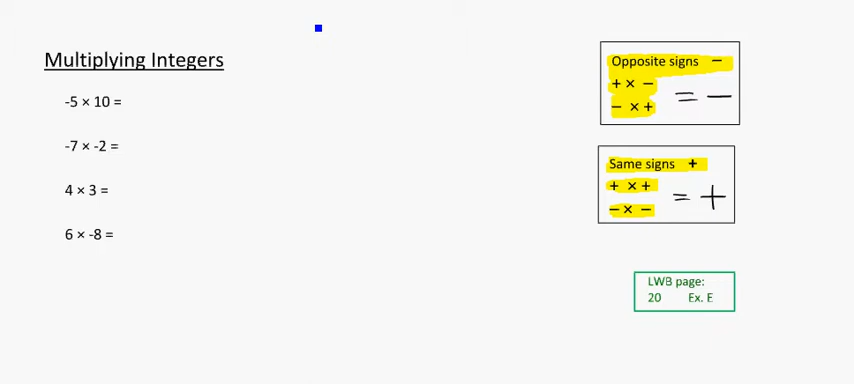 Multiplying Integers
-5 × 10 =
-7 × -2 =
4 × 3 =
6 × -8 =
Opposite signs −
+ × −
− × +
= −
Same signs +
+ × +
− × −
= +
LWB page:
20 Ex. E